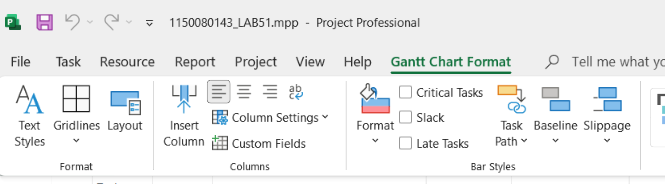 1150080143_LAB51.mpp - Project Professional
File Task Resource Report Project View Help Gantt Chart Format Tell me what yo
Text Styles Gridlines Layout Insert Column ab Column Settings Custom Fields Format Critical Tasks Slack Late Tasks Task Path Baseline Slippage
Format Columns Bar Styles